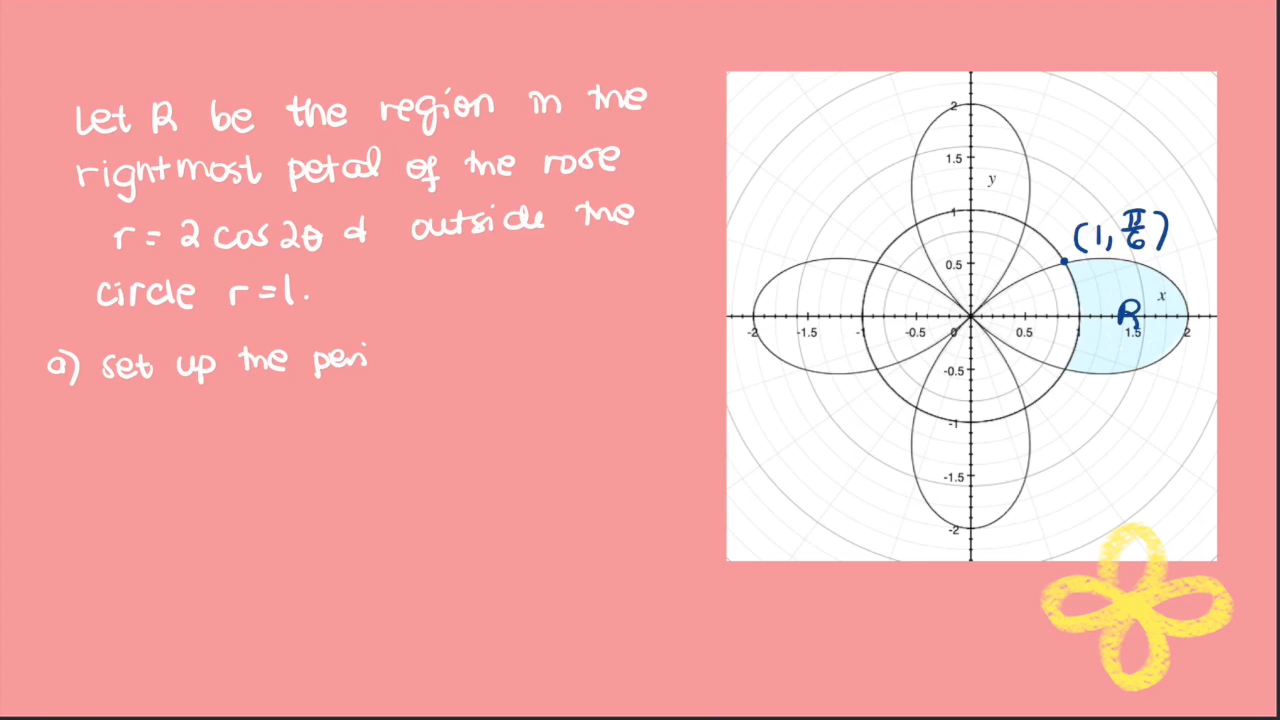 Let R be the region in the
rightmost petal of the rose
r = 2 cos 2θ & outside the
circle r = 1.
a) set up the peri
2
1.5
y
1
(1, π/6)
0.5
R
x
-2 -1.5 -1 -0.5 0 0.5 1 1.5 2
-0.5
-1
-1.5
-2